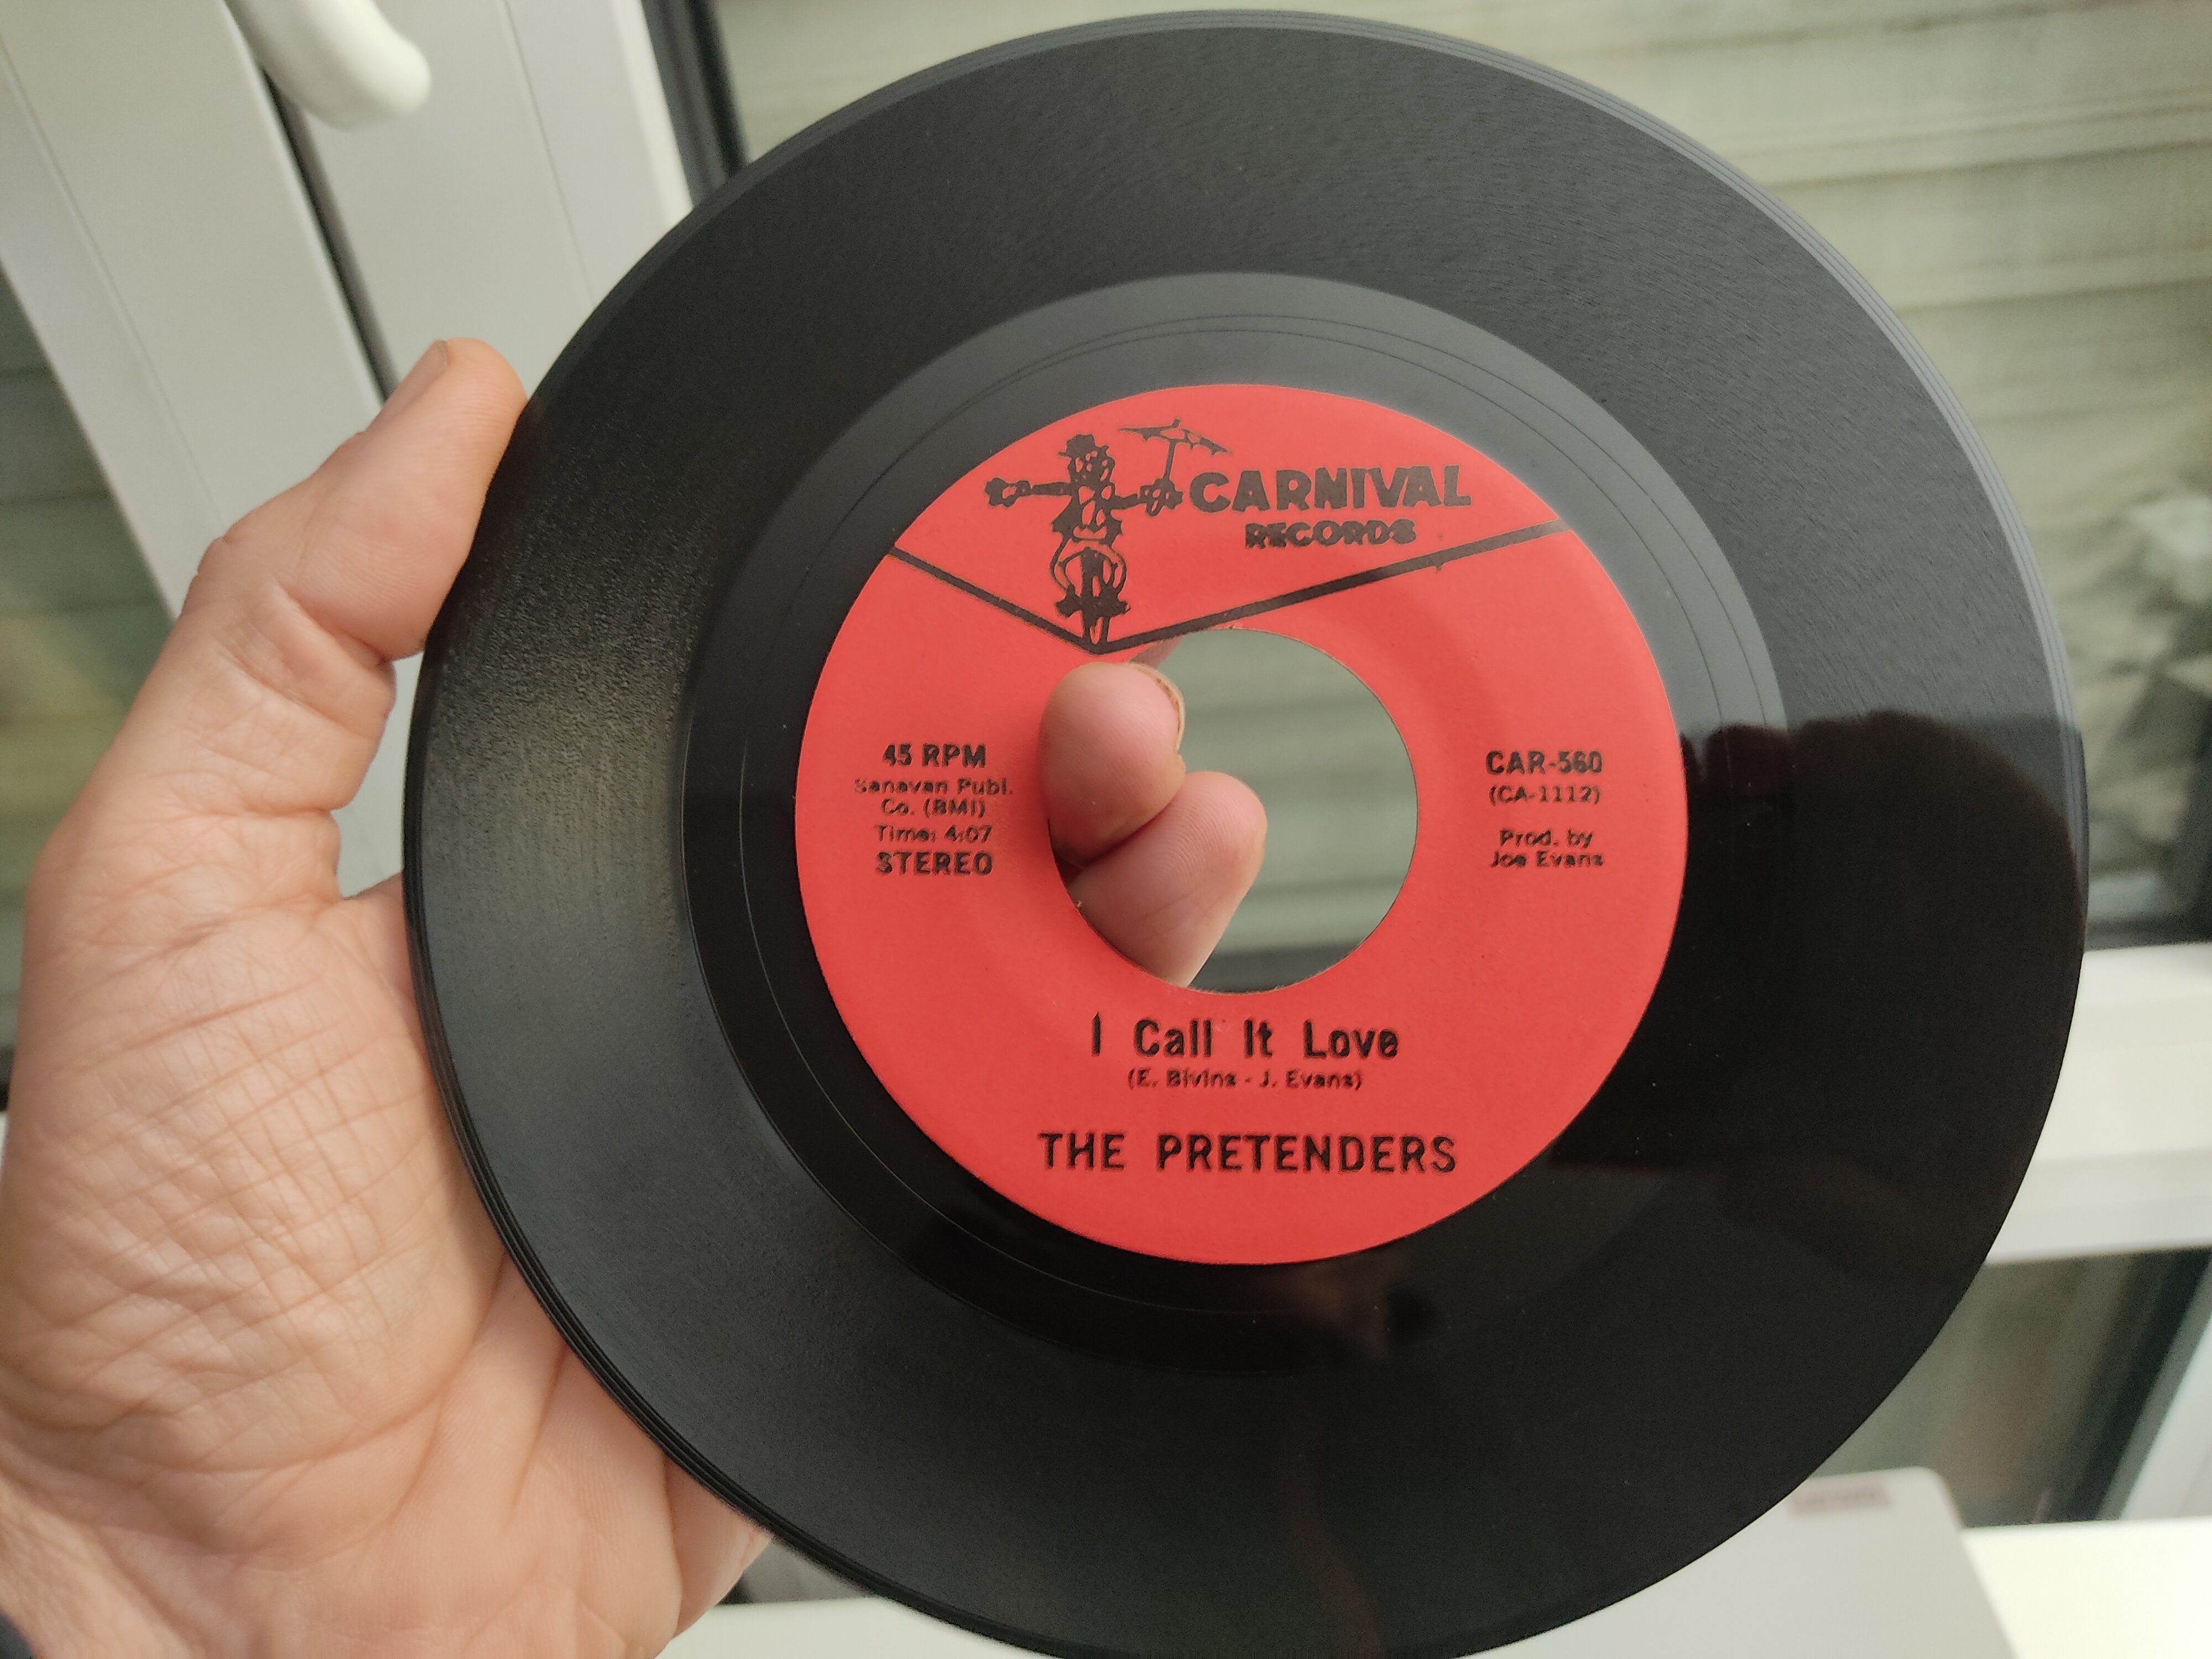 CARNIVAL
RECORDS
45 RPM
Sanavan Publ.
Co. (BMI)
Time: 4:07
STEREO
CAR-560
(CA-1112)
Prod. by
Joe Evans
I Call It Love
(E. Bivins - J. Evans)
THE PRETENDERS